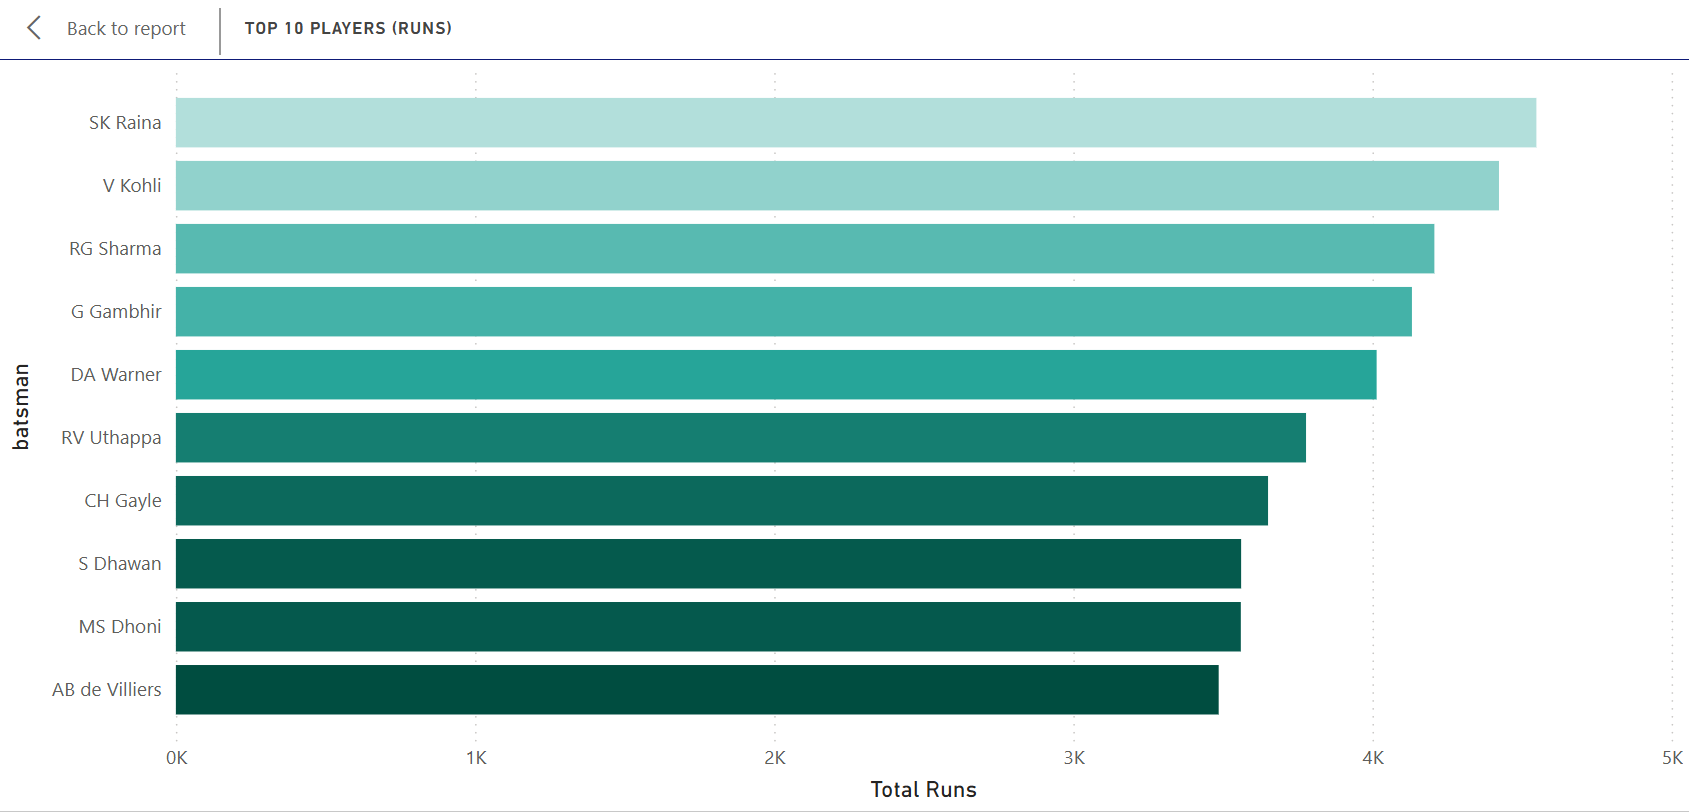 Back to report
TOP 10 PLAYERS (RUNS)
batsman
SK Raina
V Kohli
RG Sharma
G Gambhir
DA Warner
RV Uthappa
CH Gayle
S Dhawan
MS Dhoni
AB de Villiers
0K 1K 2K 3K 4K 5K
Total Runs